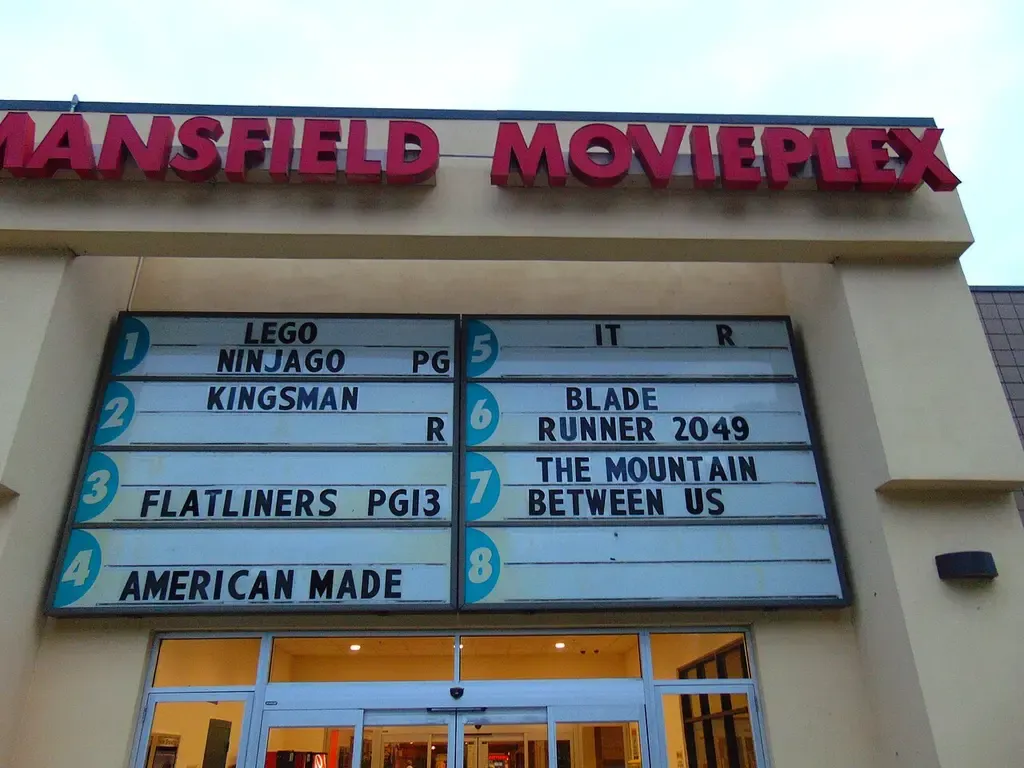 MANSFIELD MOVIEPLEX
1 LEGO
NINJAGO PG
2 KINGSMAN
R
3 FLATLINERS PG13
4 AMERICAN MADE
5 IT R
6 BLADE
RUNNER 2049
7 THE MOUNTAIN
BETWEEN US
8